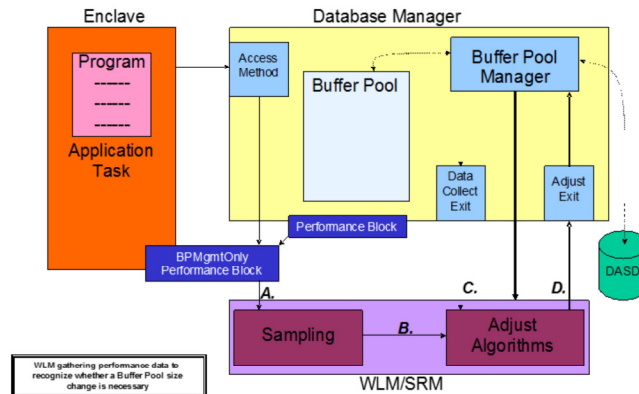 Enclave
Database Manager
Program
------
------
------
Application
Task
Access
Method
Buffer Pool
Buffer Pool
Manager
Data
Collect
Exit
Adjust
Exit
Performance Block
BPMgmtOnly
Performance Block
DASD
A.
B.
C.
D.
Sampling
Adjust
Algorithms
WLM/SRM
WLM gathering performance data to
recognize whether a Buffer Pool size
change is necessary